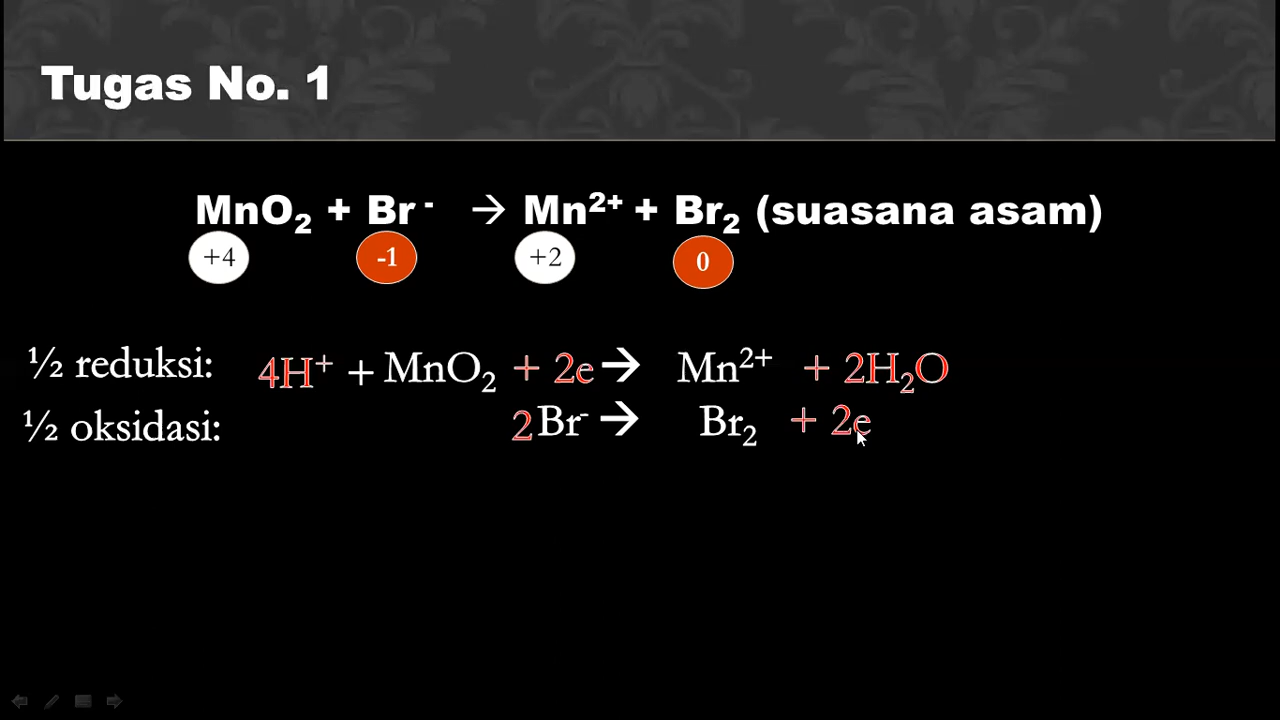 Tugas No. 1
MnO₂ + Br⁻ → Mn²⁺ + Br₂ (suasana asam)
+4 -1 +2 0
½ reduksi: 4H⁺ + MnO₂ + 2e → Mn²⁺ + 2H₂O
½ oksidasi: 2Br⁻ → Br₂ + 2e